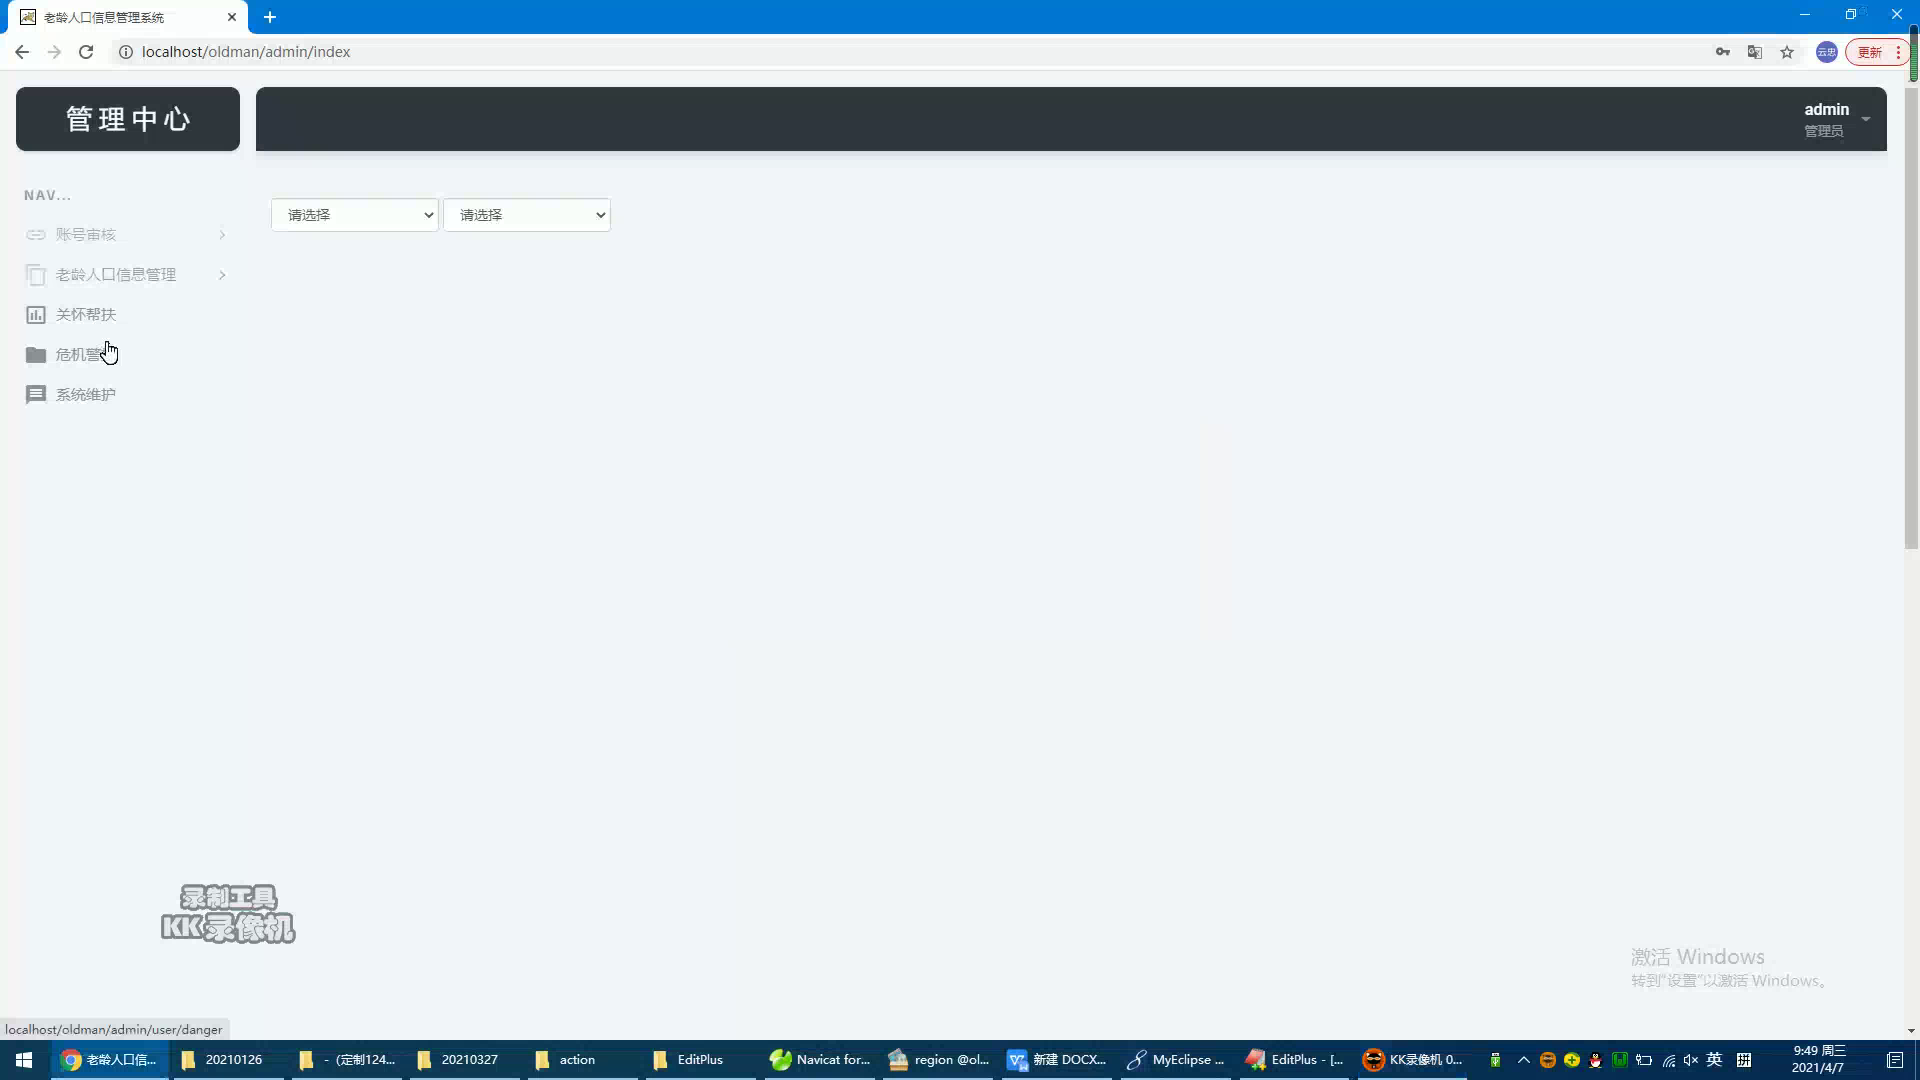 老龄人口信息管理系统
localhost/oldman/admin/index
云忠
更新
管理中心
admin
管理员
NAV...
请选择
请选择
账号审核
老龄人口信息管理
关怀帮扶
危机警
系统维护
录制工具
KK录像机
激活 Windows
转到"设置"以激活 Windows。
localhost/oldman/admin/user/danger
老龄人口信...
20210126
-（定制124...
20210327
action
EditPlus
Navicat for...
region @ol...
新建 DOCX...
MyEclipse ...
EditPlus - [...
KK录像机 0...
英
拼
9:49 周三
2021/4/7